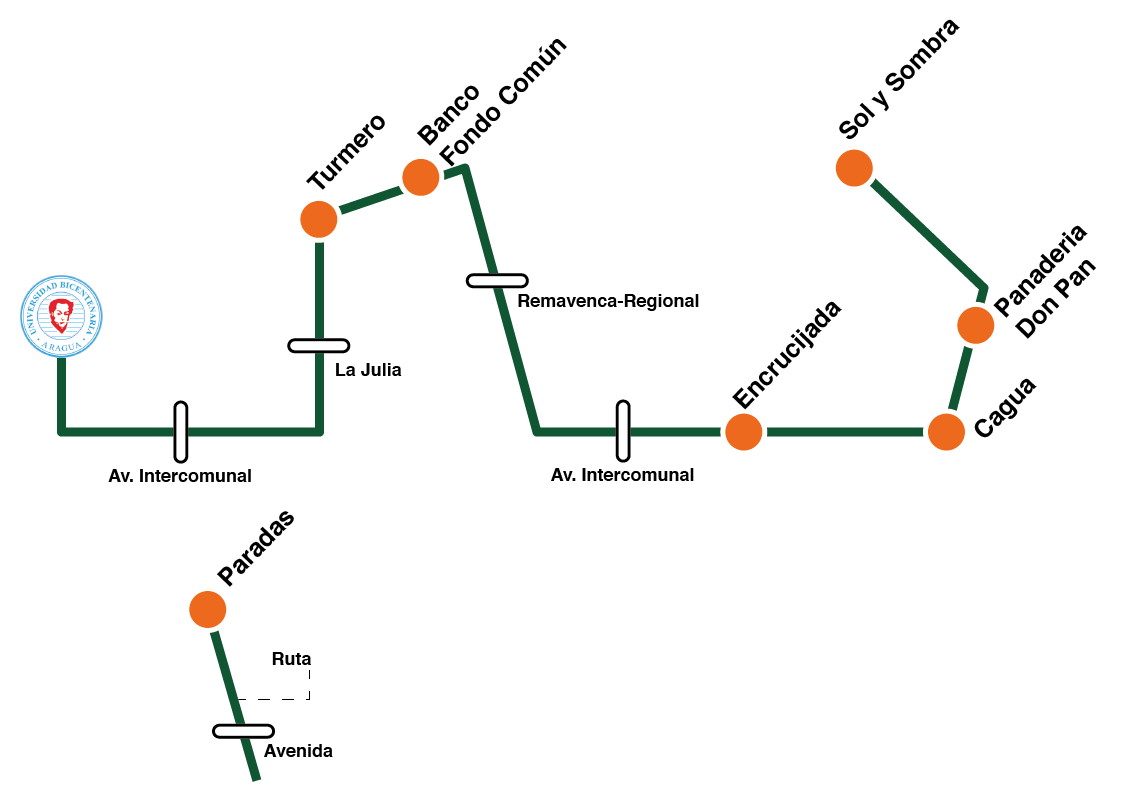 Sol y Sombra
Banco
Fondo Común
Turmero
Panaderia
Don Pan
UNIVERSIDAD BICENTENARIA
ARAGUA
Remavenca-Regional
Encrucijada
La Julia
Cagua
Av. Intercomunal
Av. Intercomunal
Paradas
Ruta
Avenida